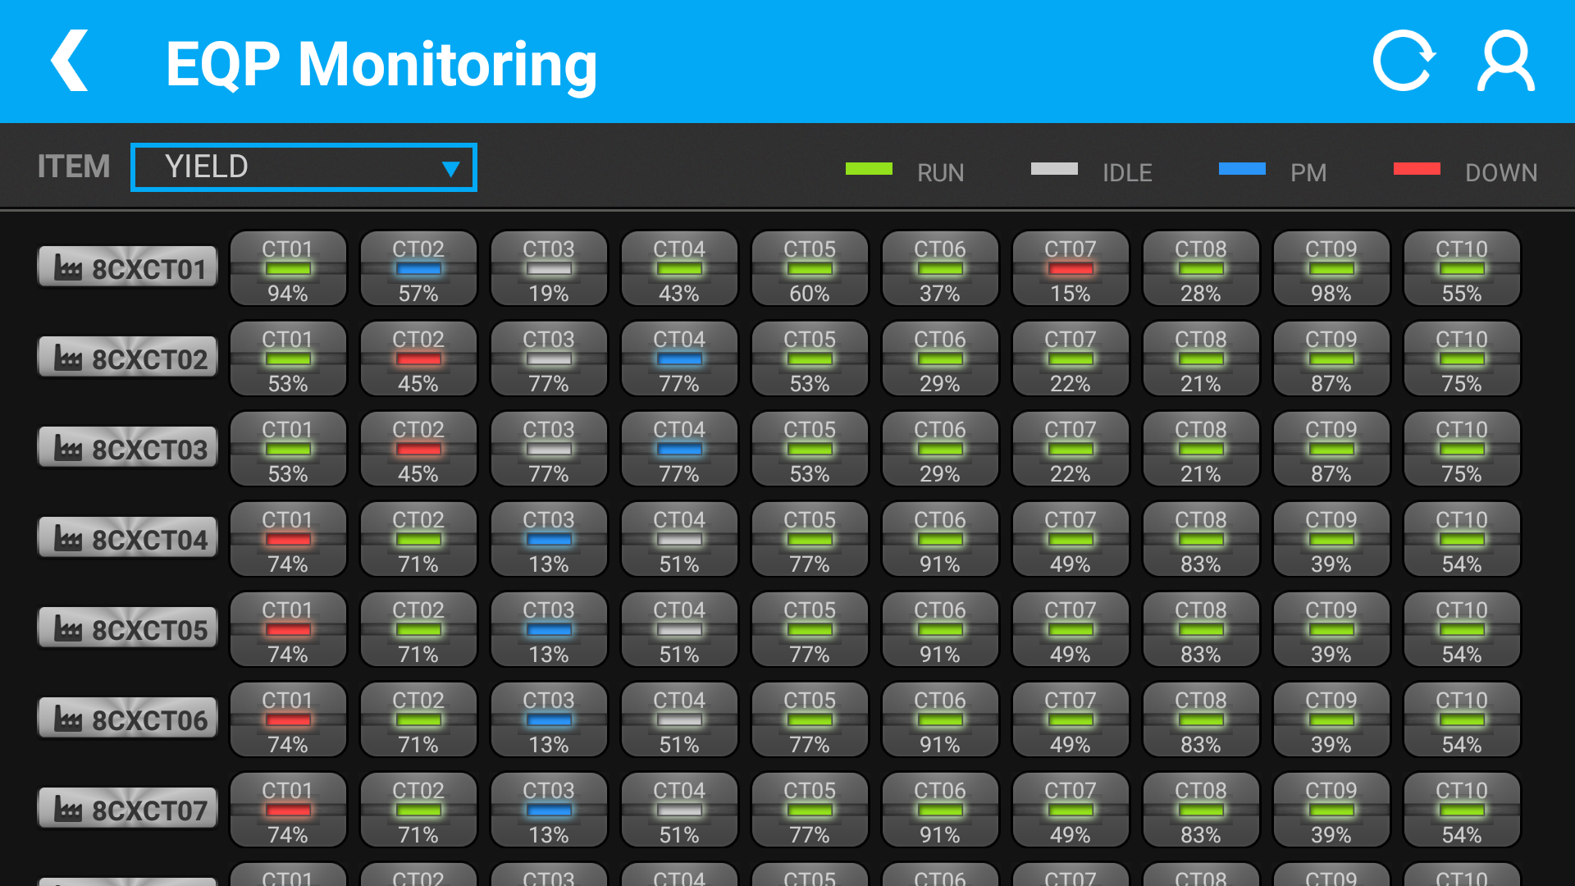 EQP Monitoring
ITEM YIELD RUN IDLE PM DOWN
CT01 CT02 CT03 CT04 CT05 CT06 CT07 CT08 CT09 CT10
8CXCT01
94% 57% 19% 43% 60% 37% 15% 28% 98% 55%
CT01 CT02 CT03 CT04 CT05 CT06 CT07 CT08 CT09 CT10
8CXCT02
53% 45% 77% 77% 53% 29% 22% 21% 87% 75%
CT01 CT02 CT03 CT04 CT05 CT06 CT07 CT08 CT09 CT10
8CXCT03
53% 45% 77% 77% 53% 29% 22% 21% 87% 75%
CT01 CT02 CT03 CT04 CT05 CT06 CT07 CT08 CT09 CT10
8CXCT04
74% 71% 13% 51% 77% 91% 49% 83% 39% 54%
CT01 CT02 CT03 CT04 CT05 CT06 CT07 CT08 CT09 CT10
8CXCT05
74% 71% 13% 51% 77% 91% 49% 83% 39% 54%
CT01 CT02 CT03 CT04 CT05 CT06 CT07 CT08 CT09 CT10
8CXCT06
74% 71% 13% 51% 77% 91% 49% 83% 39% 54%
CT01 CT02 CT03 CT04 CT05 CT06 CT07 CT08 CT09 CT10
8CXCT07
74% 71% 13% 51% 77% 91% 49% 83% 39% 54%
CT01 CT02 CT03 CT04 CT05 CT06 CT07 CT08 CT09 CT10